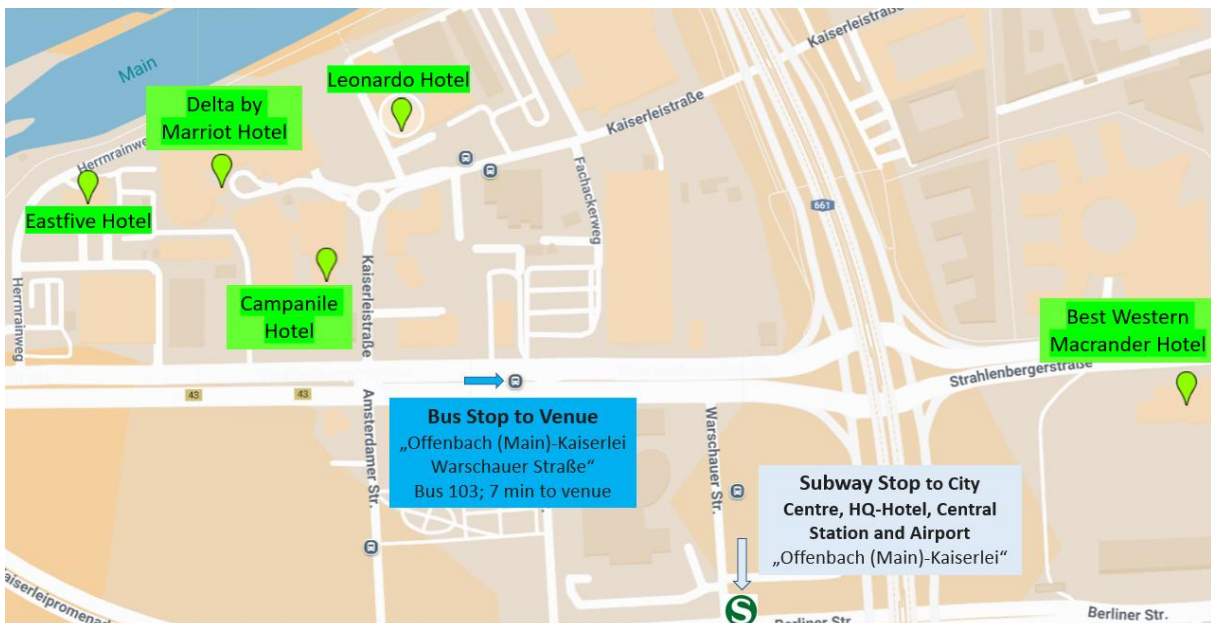 Main
Leonardo Hotel
Delta by
Marriot Hotel
Herrnrainweg
Eastfive Hotel
Herrnrainweg
Campanile
Hotel
Kaiserleistraße
Kaiserleistraße
Kaiserleistraße
Fachackerweg
661
Best Western
Macrander Hotel
Strahlenbergerstraße
43
43
Amsterdamer Str.
Bus Stop to Venue
„Offenbach (Main)-Kaiserlei
Warschauer Straße“
Bus 103; 7 min to venue
Warschauer Str.
Subway Stop to City
Centre, HQ-Hotel, Central
Station and Airport
„Offenbach (Main)-Kaiserlei“
S
Berliner Str.
Berliner Str.